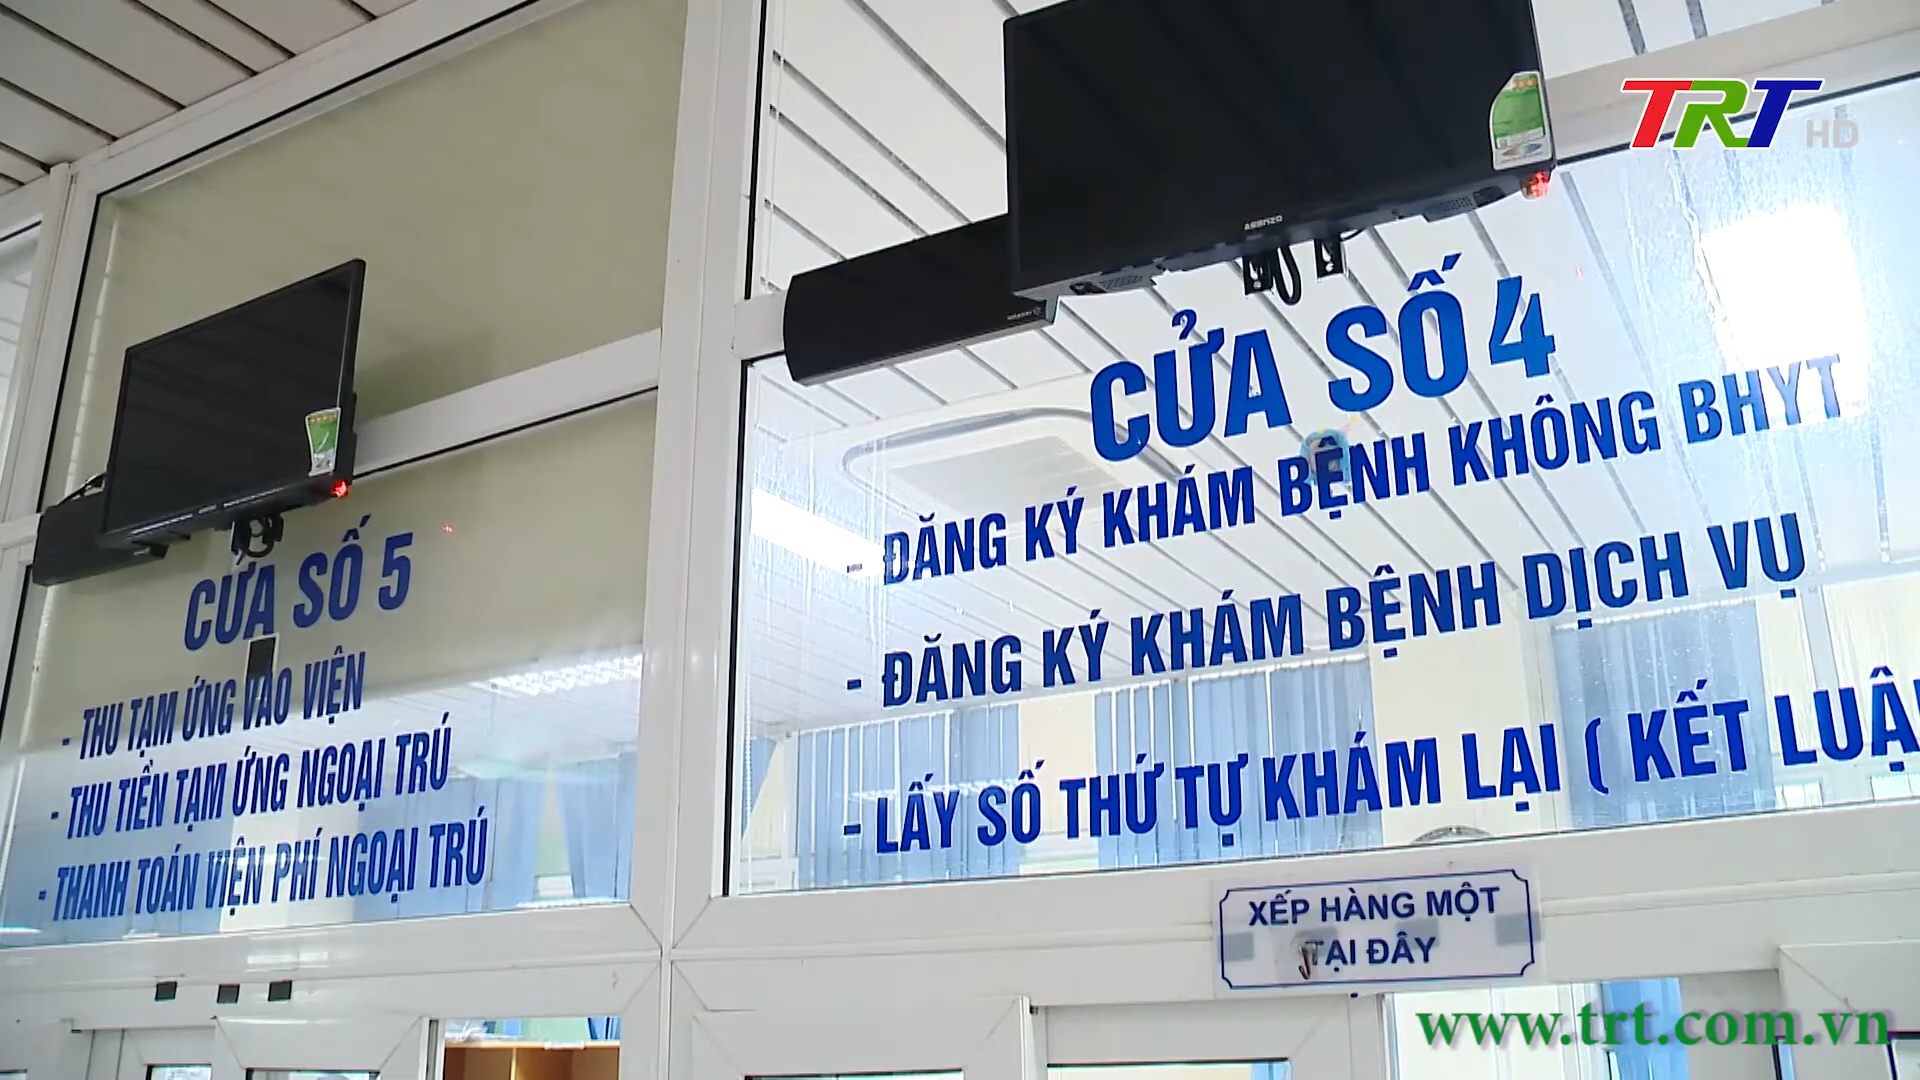 TRT HD
CỬA SỐ 5
- THU TẠM ỨNG VÀO VIỆN
- THU TIỀN TẠM ỨNG NGOẠI TRÚ
- THANH TOÁN VIỆN PHÍ NGOẠI TRÚ
ASANZO
CỬA SỐ 4
- ĐĂNG KÝ KHÁM BỆNH KHÔNG BHYT
- ĐĂNG KÝ KHÁM BỆNH DỊCH VỤ
- LẤY SỐ THỨ TỰ KHÁM LẠI ( KẾT LUẬ
XẾP HÀNG MỘT
TẠI ĐÂY
www.trt.com.vn